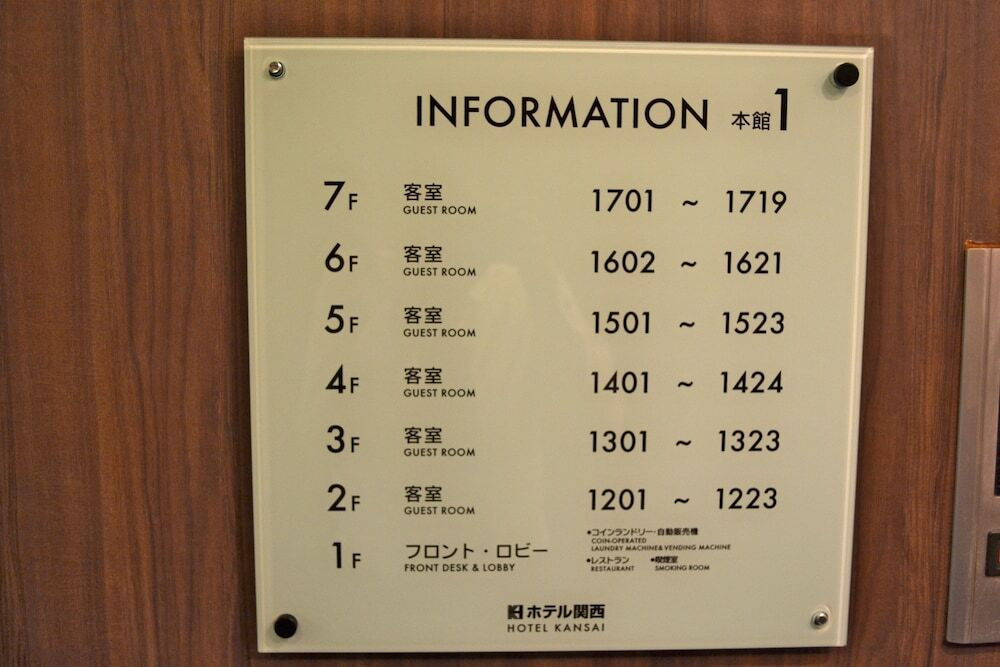 INFORMATION 本館1
7F 客室 1701 ~ 1719
GUEST ROOM
6F 客室 1602 ~ 1621
GUEST ROOM
5F 客室 1501 ~ 1523
GUEST ROOM
4F 客室 1401 ~ 1424
GUEST ROOM
3F 客室 1301 ~ 1323
GUEST ROOM
2F 客室 1201 ~ 1223
GUEST ROOM
1F フロント・ロビー
FRONT DESK & LOBBY
•コインランドリー・自動販売機
COIN-OPERATED
LAUNDRY MACHINE& VENDING MACHINE
•レストラン •喫煙室
RESTAURANT SMOKING ROOM
ホテル関西
HOTEL KANSAI